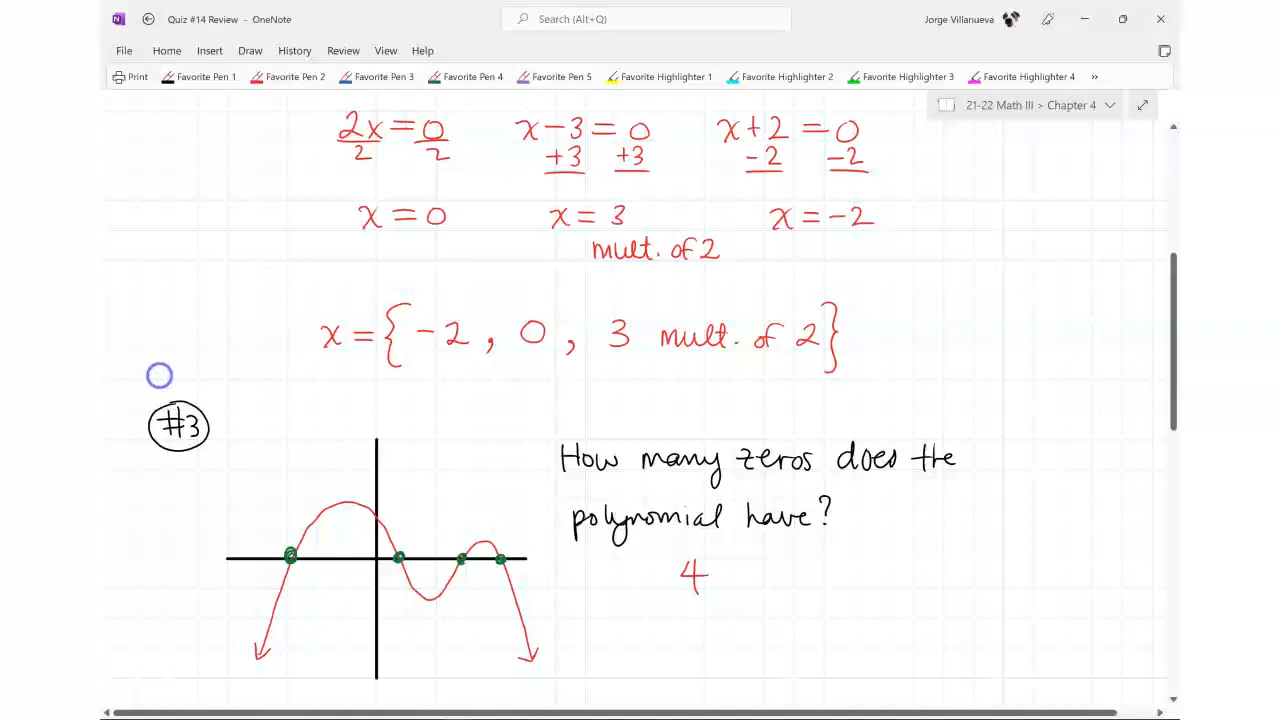 Quiz #14 Review - OneNote
Search (Alt+Q)
Jorge Villanueva
File Home Insert Draw History Review View Help
Print Favorite Pen 1 Favorite Pen 2 Favorite Pen 3 Favorite Pen 4 Favorite Pen 5 Favorite Highlighter 1 Favorite Highlighter 2 Favorite Highlighter 3 Favorite Highlighter 4 »
21-22 Math III > Chapter 4
2x = 0 x - 3 = 0 x + 2 = 0
2 2 +3 +3 -2 -2
x = 0 x = 3 x = -2
mult. of 2
x = { -2 , 0 , 3 mult. of 2 }
#3
How many zeros does the
polynomial have?
4